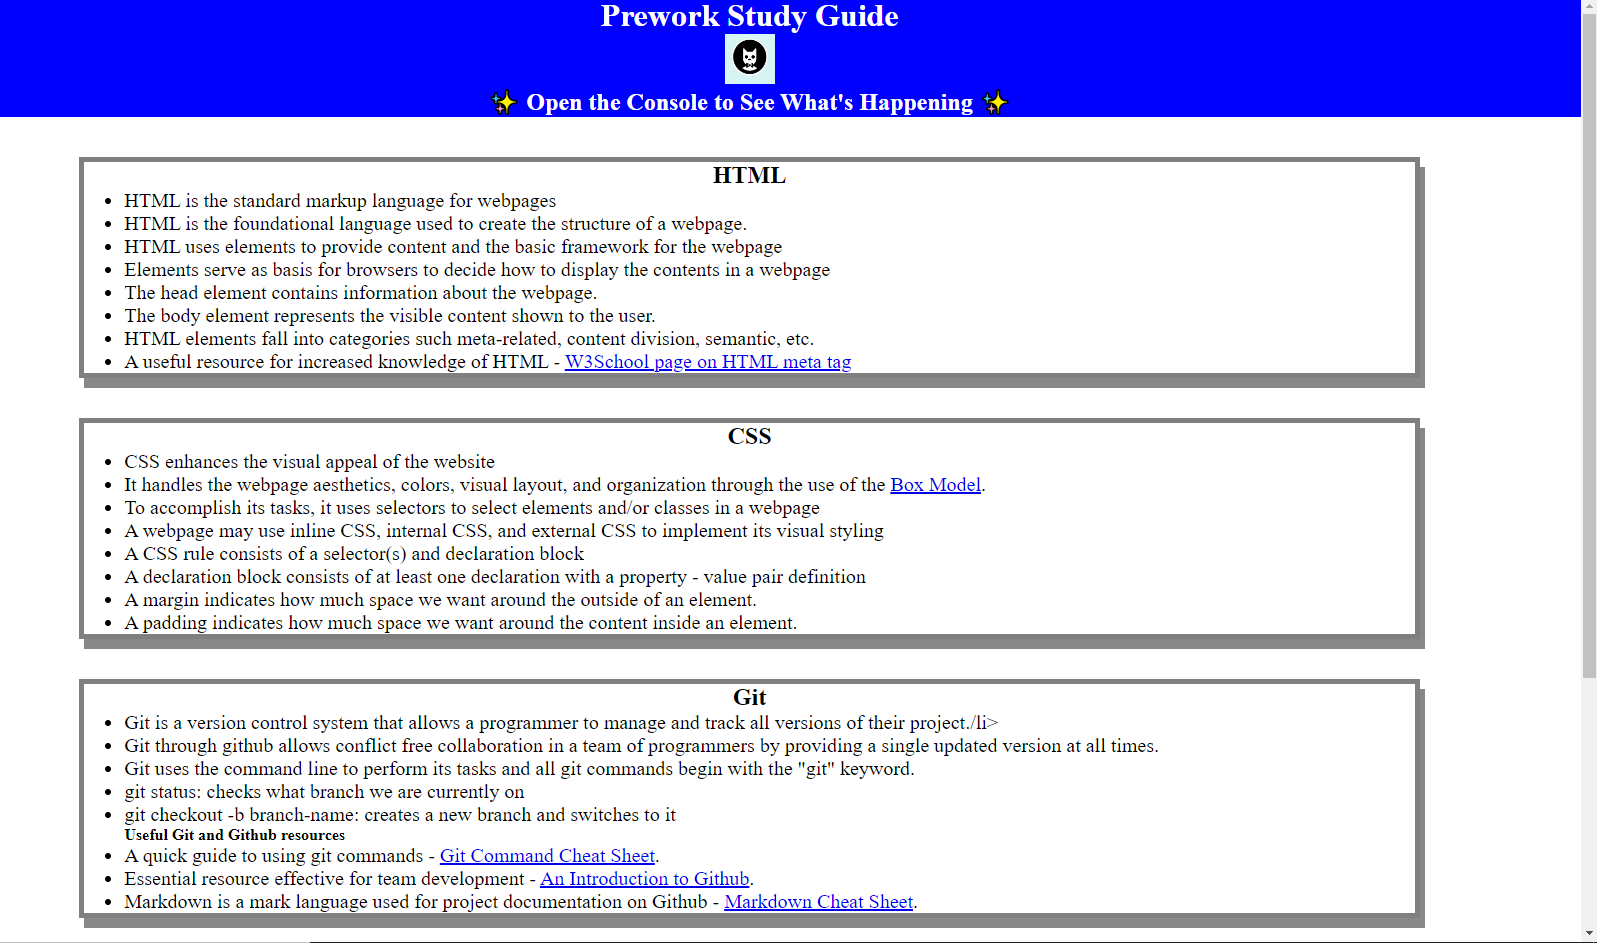 Prework Study Guide
✨ Open the Console to See What's Happening ✨
HTML
• HTML is the standard markup language for webpages
• HTML is the foundational language used to create the structure of a webpage.
• HTML uses elements to provide content and the basic framework for the webpage
• Elements serve as basis for browsers to decide how to display the contents in a webpage
• The head element contains information about the webpage.
• The body element represents the visible content shown to the user.
• HTML elements fall into categories such meta-related, content division, semantic, etc.
• A useful resource for increased knowledge of HTML - W3School page on HTML meta tag
CSS
• CSS enhances the visual appeal of the website
• It handles the webpage aesthetics, colors, visual layout, and organization through the use of the Box Model.
• To accomplish its tasks, it uses selectors to select elements and/or classes in a webpage
• A webpage may use inline CSS, internal CSS, and external CSS to implement its visual styling
• A CSS rule consists of a selector(s) and declaration block
• A declaration block consists of at least one declaration with a property - value pair definition
• A margin indicates how much space we want around the outside of an element.
• A padding indicates how much space we want around the content inside an element.
Git
• Git is a version control system that allows a programmer to manage and track all versions of their project./li>
• Git through github allows conflict free collaboration in a team of programmers by providing a single updated version at all times.
• Git uses the command line to perform its tasks and all git commands begin with the "git" keyword.
• git status: checks what branch we are currently on
• git checkout -b branch-name: creates a new branch and switches to it
Useful Git and Github resources
• A quick guide to using git commands - Git Command Cheat Sheet.
• Essential resource effective for team development - An Introduction to Github.
• Markdown is a mark language used for project documentation on Github - Markdown Cheat Sheet.